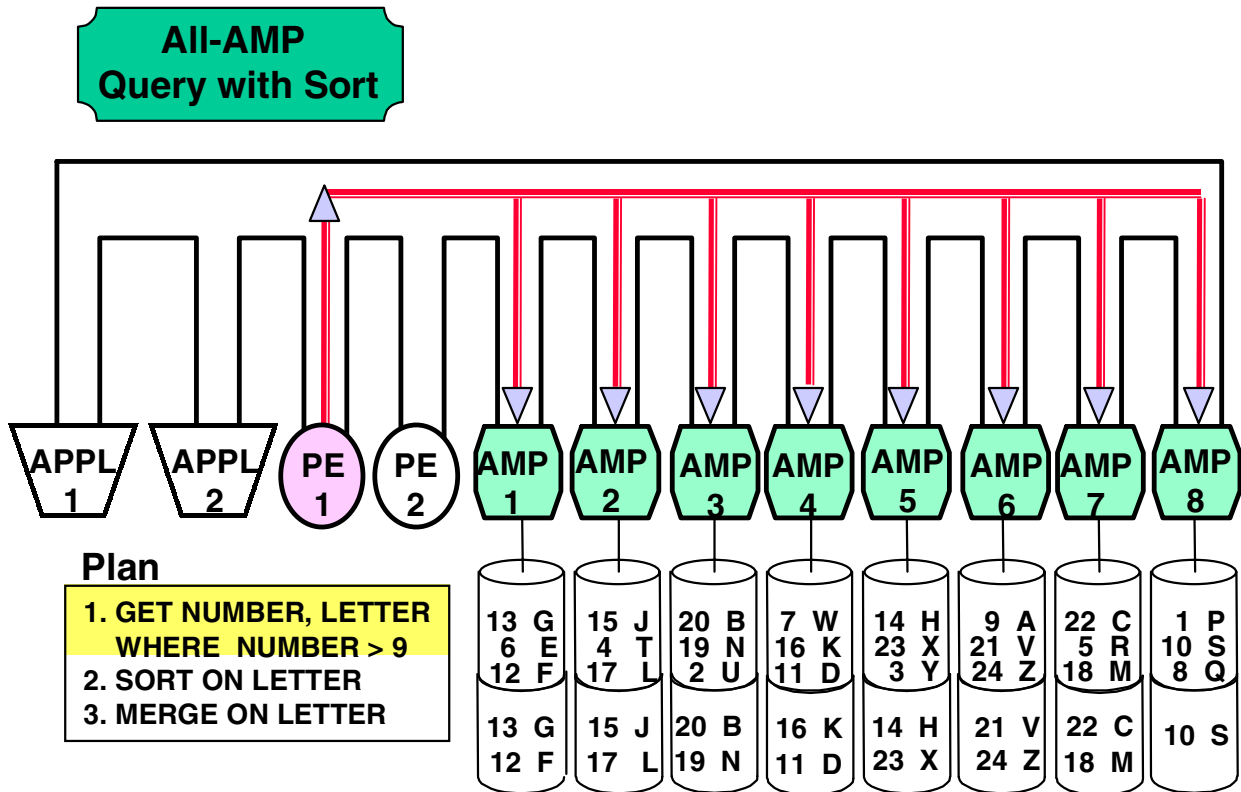 All-AMP
Query with Sort
APPL
1
APPL
2
PE
1
PE
2
AMP
1
AMP
2
AMP
3
AMP
4
AMP
5
AMP
6
AMP
7
AMP
8
Plan
1. GET NUMBER, LETTER
WHERE NUMBER > 9
2. SORT ON LETTER
3. MERGE ON LETTER
13 G
6 E
12 F
13 G
12 F
15 J
4 T
17 L
15 J
17 L
20 B
19 N
2 U
20 B
19 N
7 W
16 K
11 D
16 K
11 D
14 H
23 X
3 Y
14 H
23 X
9 A
21 V
24 Z
21 V
24 Z
22 C
5 R
18 M
22 C
18 M
1 P
10 S
8 Q
10 S